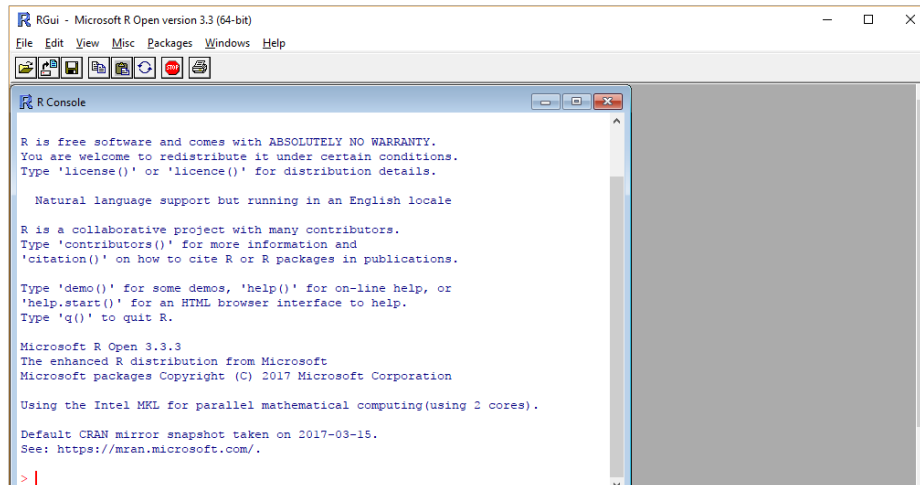 RGui - Microsoft R Open version 3.3 (64-bit)
File Edit View Misc Packages Windows Help
STOP
R Console
R is free software and comes with ABSOLUTELY NO WARRANTY.
You are welcome to redistribute it under certain conditions.
Type 'license()' or 'licence()' for distribution details.
Natural language support but running in an English locale
R is a collaborative project with many contributors.
Type 'contributors()' for more information and
'citation()' on how to cite R or R packages in publications.
Type 'demo()' for some demos, 'help()' for on-line help, or
'help.start()' for an HTML browser interface to help.
Type 'q()' to quit R.
Microsoft R Open 3.3.3
The enhanced R distribution from Microsoft
Microsoft packages Copyright (C) 2017 Microsoft Corporation
Using the Intel MKL for parallel mathematical computing(using 2 cores).
Default CRAN mirror snapshot taken on 2017-03-15.
See: https://mran.microsoft.com/.
>